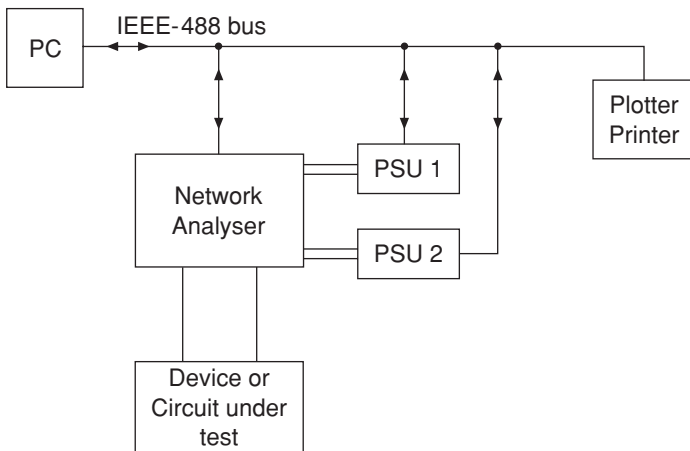 IEEE-488 bus
PC
Plotter
Printer
PSU 1
Network
Analyser
PSU 2
Device or
Circuit under
test